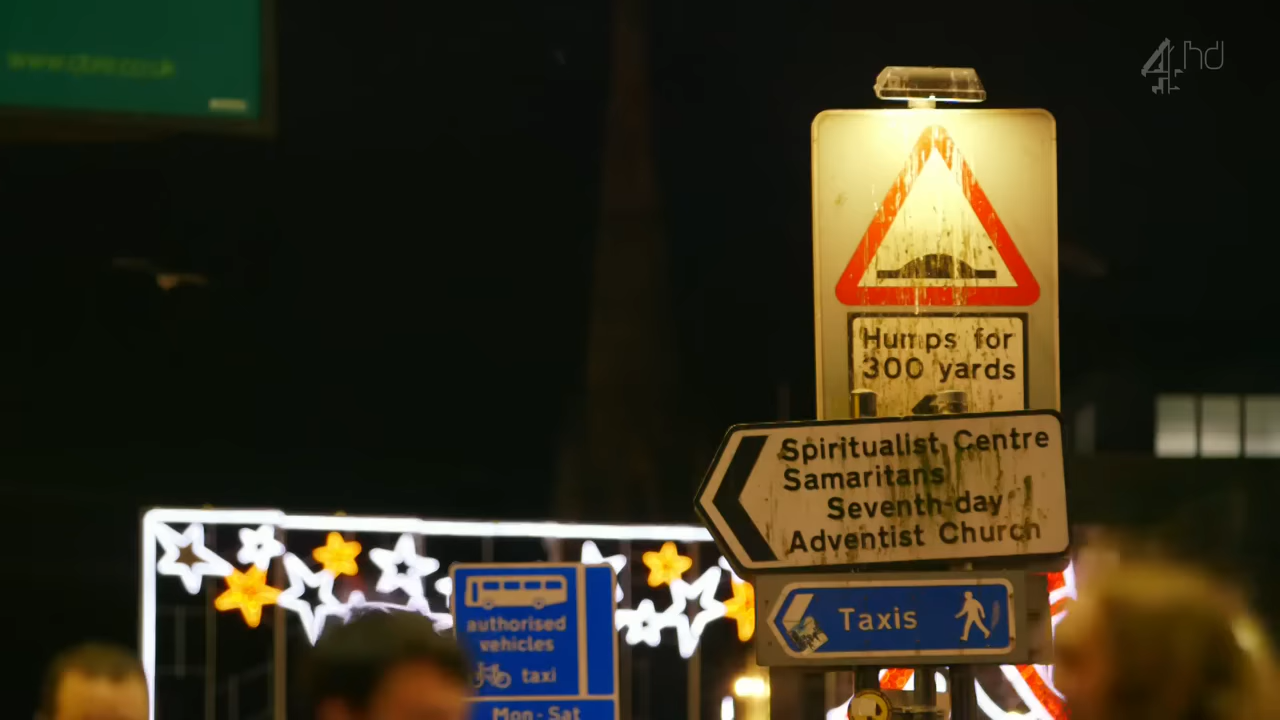 4hd
Humps for
300 yards
Spiritualist Centre
Samaritans
Seventh-day
Adventist Church
Taxis
authorised
vehicles
taxi
Mon - Sat